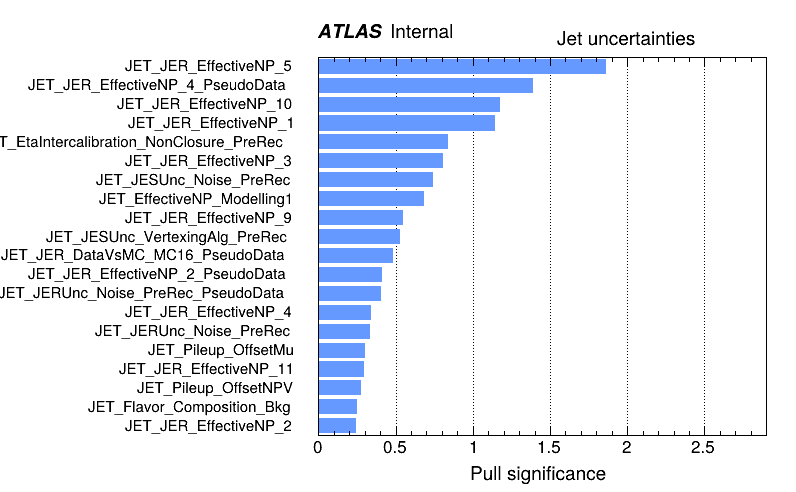 ATLAS Internal
Jet uncertainties
JET_JER_EffectiveNP_5
JET_JER_EffectiveNP_4_PseudoData
JET_JER_EffectiveNP_10
JET_JER_EffectiveNP_1
T_EtaIntercalibration_NonClosure_PreRec
JET_JER_EffectiveNP_3
JET_JESUnc_Noise_PreRec
JET_EffectiveNP_Modelling1
JET_JER_EffectiveNP_9
JET_JESUnc_VertexingAlg_PreRec
JET_JER_DataVsMC_MC16_PseudoData
JET_JER_EffectiveNP_2_PseudoData
JET_JERUnc_Noise_PreRec_PseudoData
JET_JER_EffectiveNP_4
JET_JERUnc_Noise_PreRec
JET_Pileup_OffsetMu
JET_JER_EffectiveNP_11
JET_Pileup_OffsetNPV
JET_Flavor_Composition_Bkg
JET_JER_EffectiveNP_2
0 0.5 1 1.5 2 2.5
Pull significance